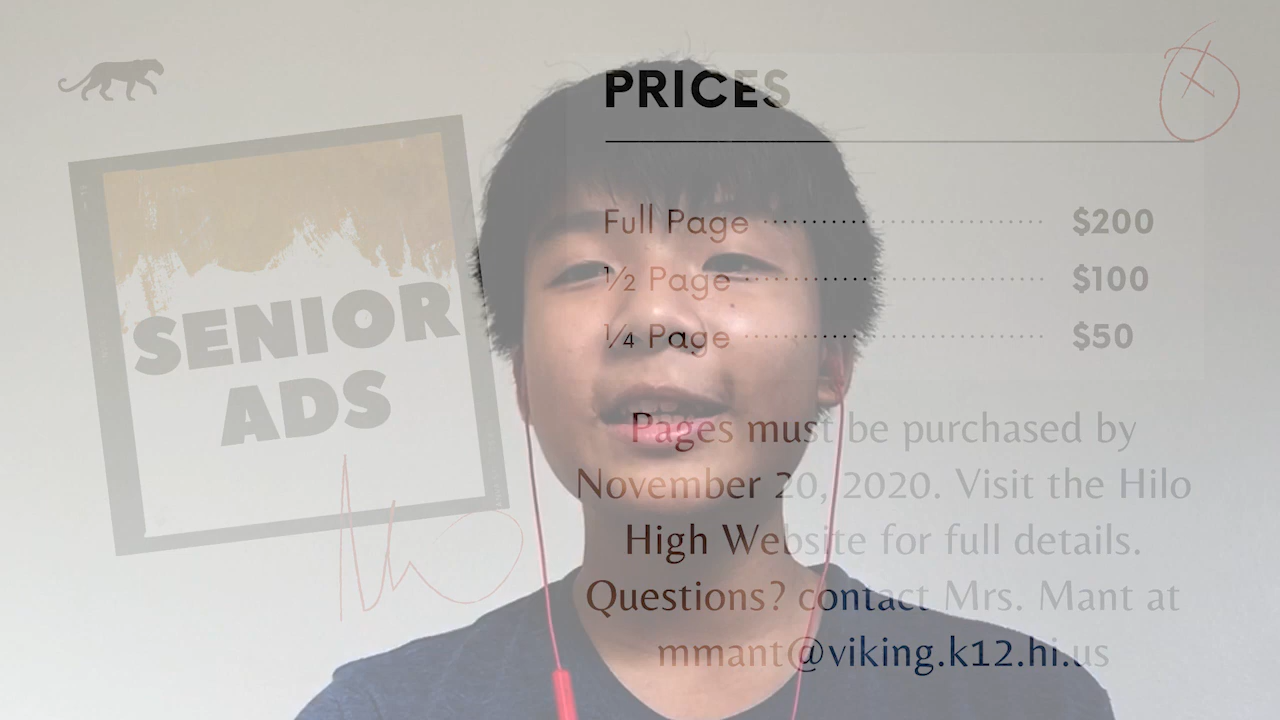 SENIOR
ADS
PRICES
Full Page ........................................ $200
½ Page ........................................ $100
¼ Page ........................................ $50
Pages must be purchased by
November 20, 2020. Visit the Hilo
High Website for full details.
Questions? contact Mrs. Mant at
mmant@viking.k12.hi.us